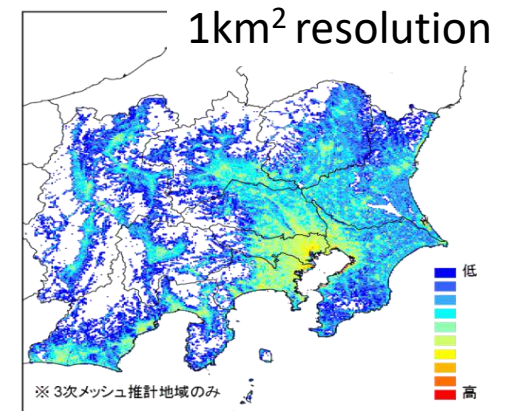 1km² resolution
低
高
※ 3次メッシュ推計地域のみ